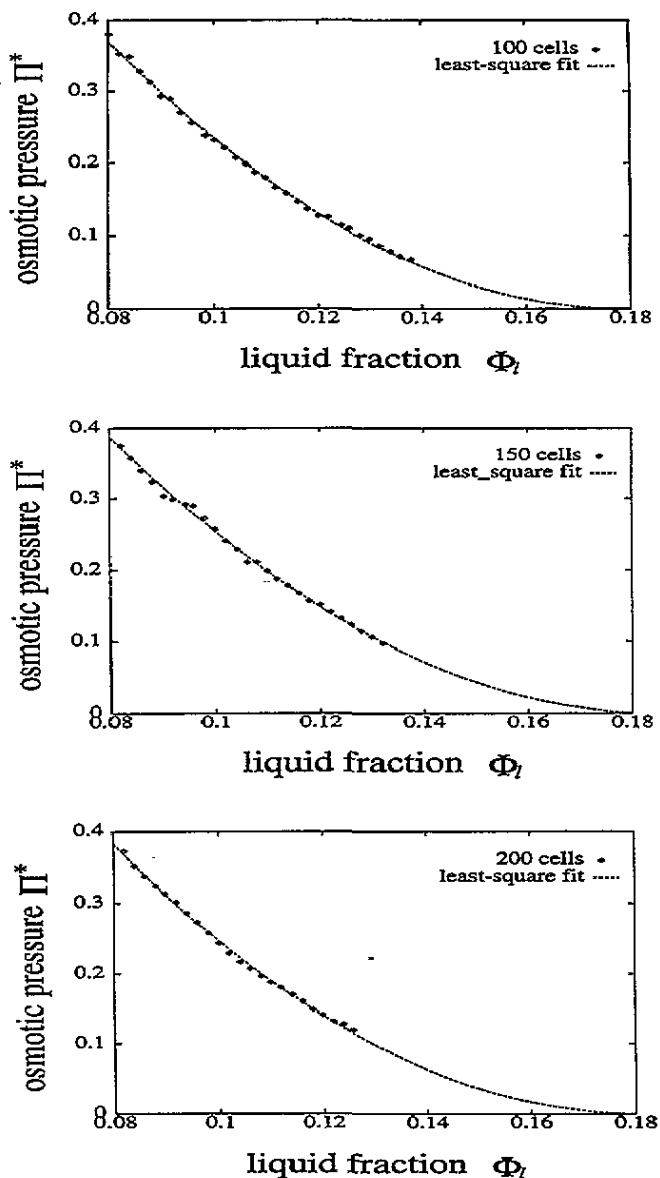 osmotic pressure Π*
0.4
0.3
0.2
0.1
0
100 cells
least-square fit
0.08 0.1 0.12 0.14 0.16 0.18
liquid fraction Φl
osmotic pressure Π*
0.4
0.3
0.2
0.1
0
150 cells
least_square fit
0.08 0.1 0.12 0.14 0.16 0.18
liquid fraction Φl
osmotic pressure Π*
0.4
0.3
0.2
0.1
0
200 cells
least-square fit
0.08 0.1 0.12 0.14 0.16 0.18
liquid fraction Φl